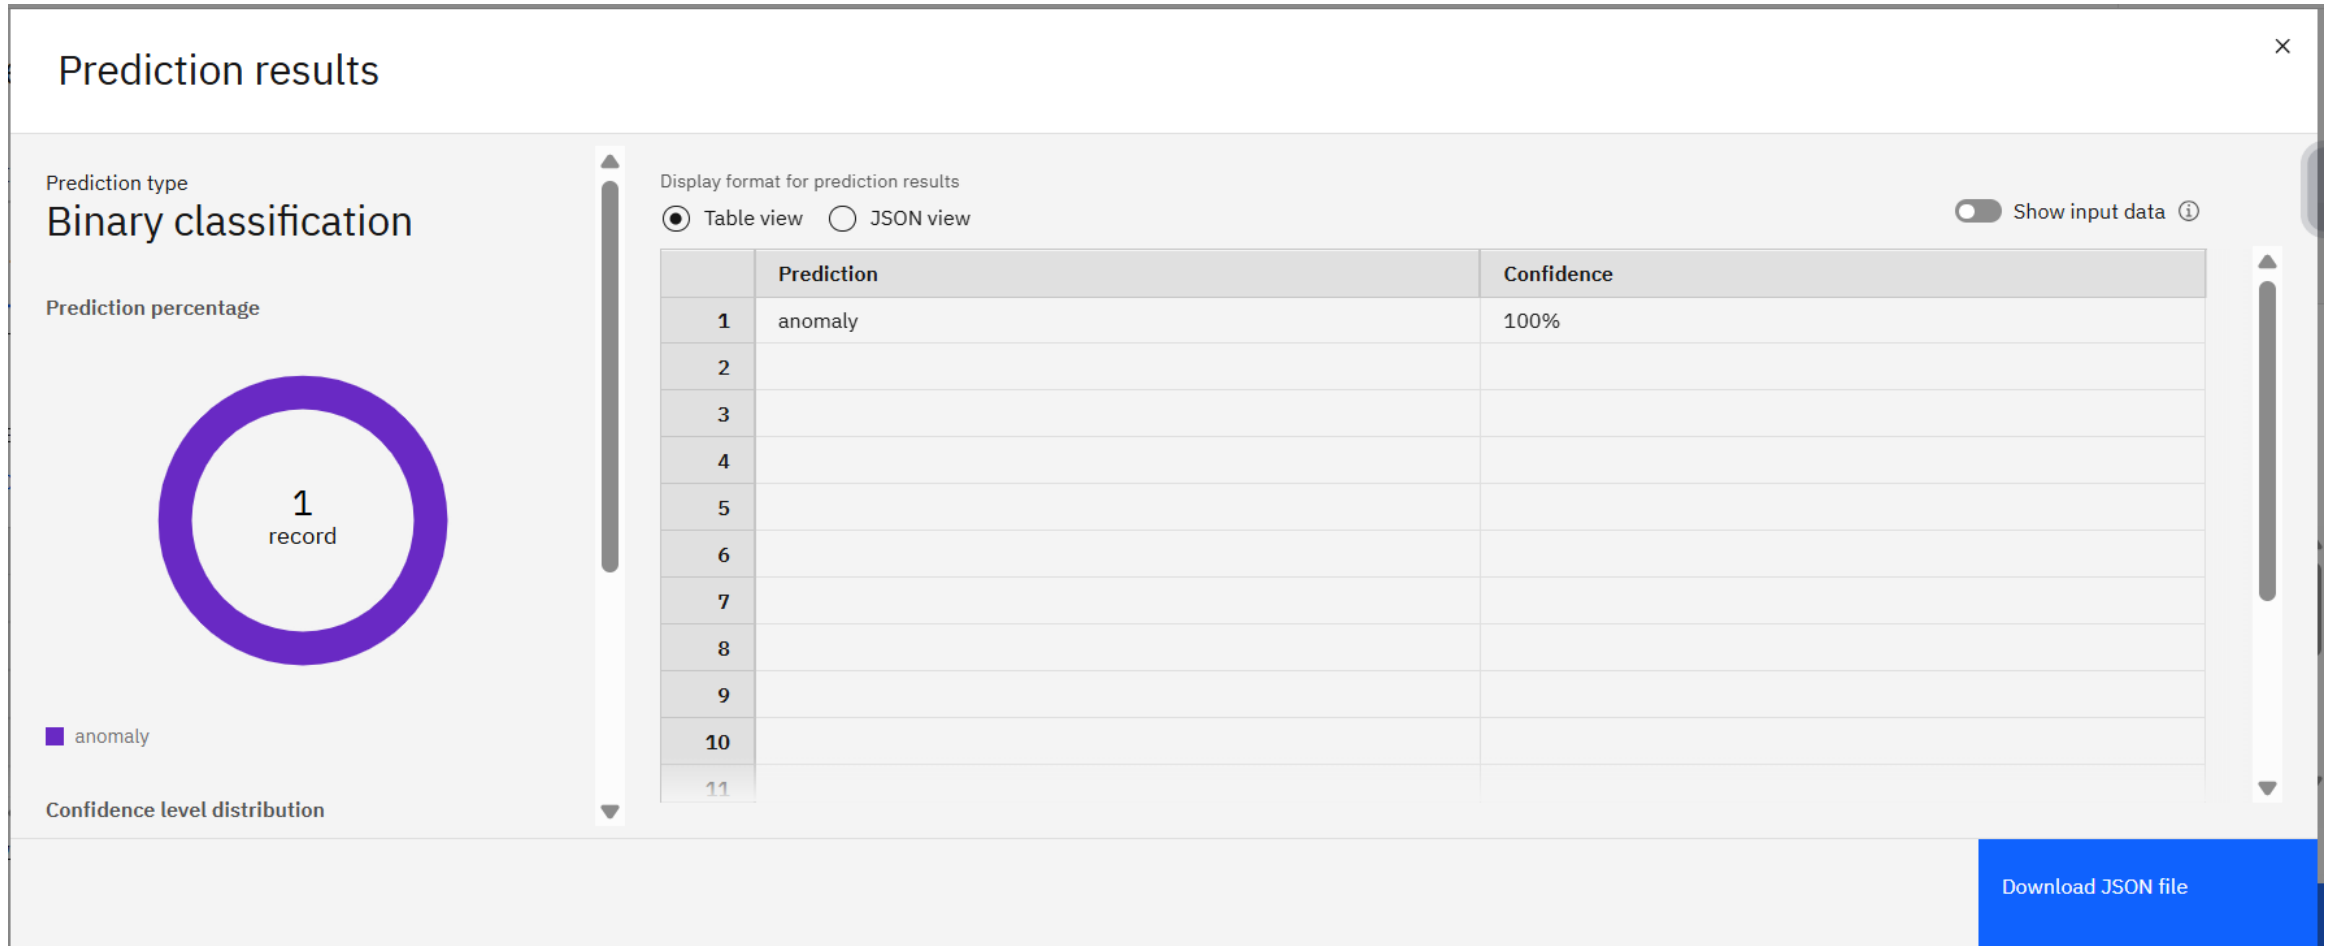 Prediction results
Prediction type
Binary classification
Prediction percentage
1
record
anomaly
Confidence level distribution
Display format for prediction results
Table view JSON view
Show input data
Prediction Confidence
1 anomaly 100%
2
3
4
5
6
7
8
9
10
11
Download JSON file